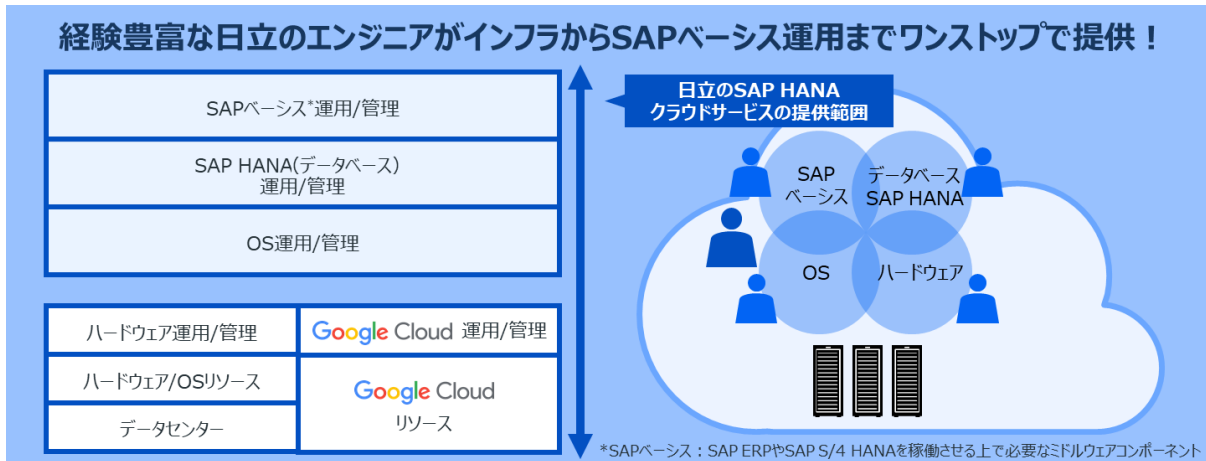 経験豊富な日立のエンジニアがインフラからSAPベーシス運用までワンストップで提供！
SAPベーシス*運用/管理
SAP HANA(データベース)
運用/管理
OS運用/管理
ハードウェア運用/管理
Google Cloud 運用/管理
ハードウェア/OSリソース
Google Cloud
リソース
データセンター
日立のSAP HANA
クラウドサービスの提供範囲
SAP
ベーシス
データベース
SAP HANA
OS
ハードウェア
*SAPベーシス：SAP ERPやSAP S/4 HANAを稼働させる上で必要なミドルウェアコンポーネント